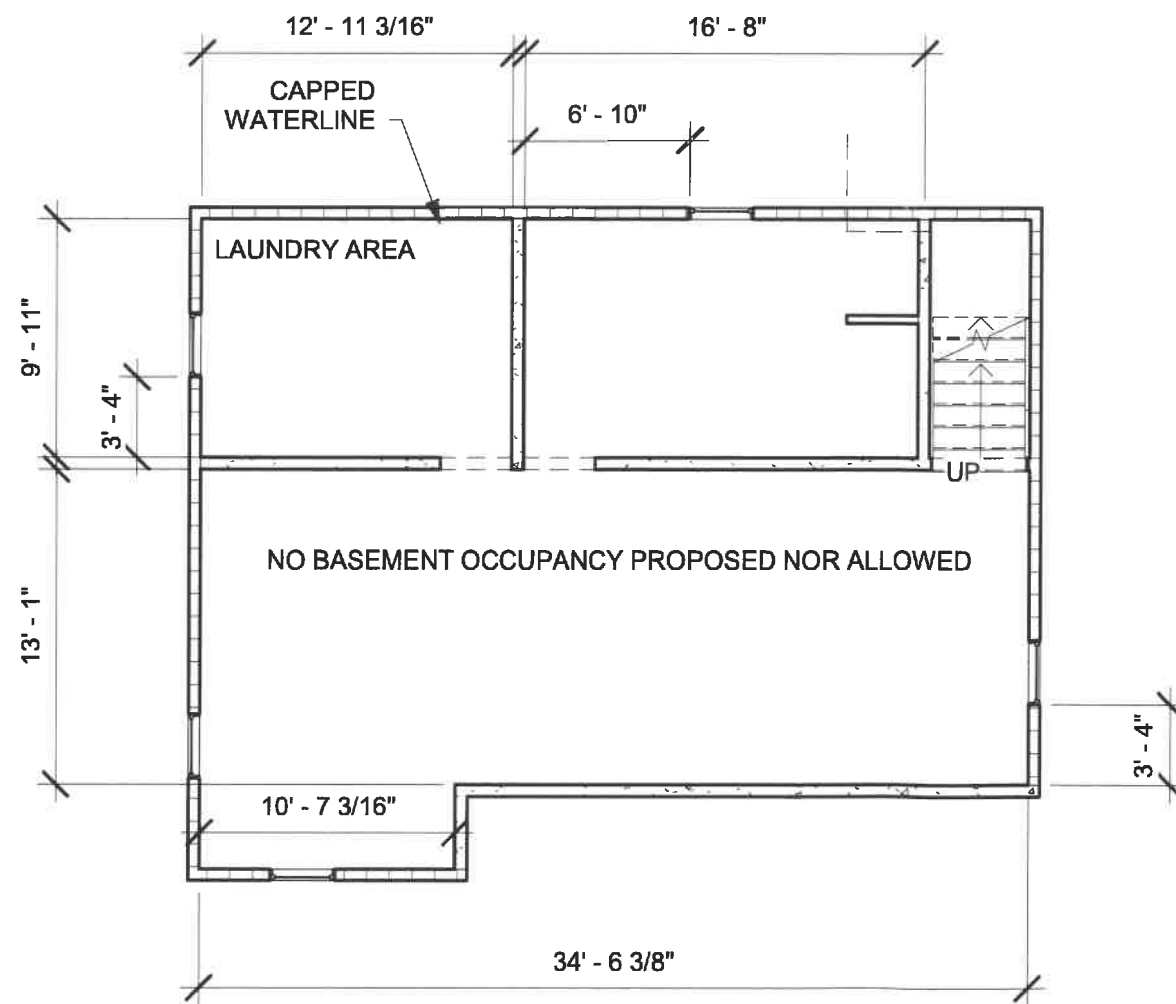 12' - 11 3/16"
16' - 8"
CAPPED
WATERLINE
6' - 10"
LAUNDRY AREA
9' - 11"
3' - 4"
UP
NO BASEMENT OCCUPANCY PROPOSED NOR ALLOWED
13' - 1"
3' - 4"
10' - 7 3/16"
34' - 6 3/8"